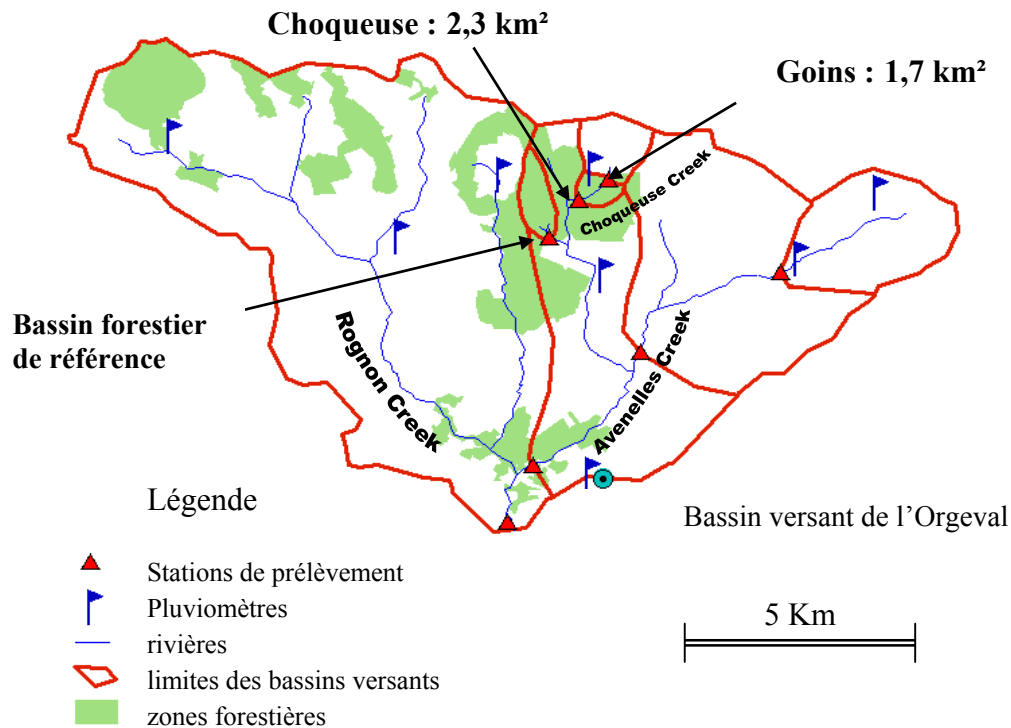 Choqueuse : 2,3 km²
Goins : 1,7 km²
Choqueuse Creek
Bassin forestier
de référence
Rognon Creek
Avenelles Creek
Légende
Bassin versant de l’Orgeval
Stations de prélèvement
Pluviomètres
5 Km
rivières
limites des bassins versants
zones forestières